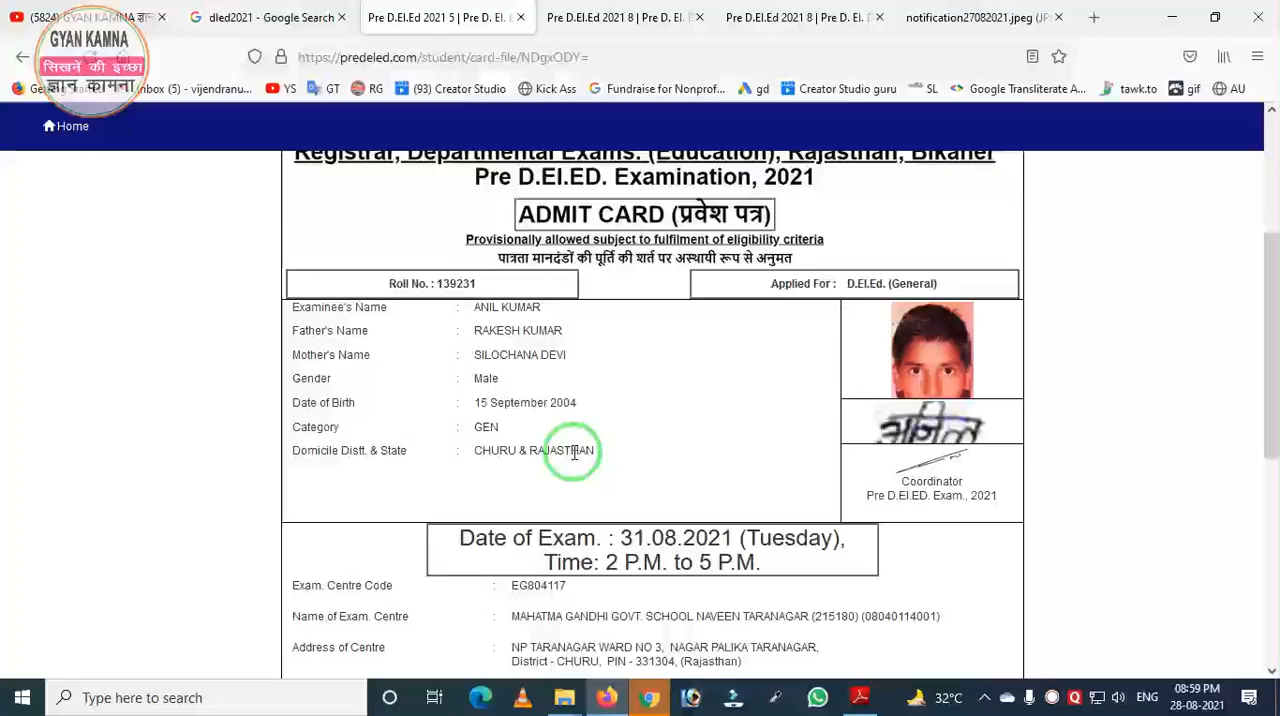 (5824) GYAN KAMNA ज्ञान
dled2021 - Google Search
Pre D.El.Ed 2021 5 | Pre D. El. E
Pre D.El.Ed 2021 8 | Pre D. El. E
Pre D.El.Ed 2021 8 | Pre D. El. E
notification27082021.jpeg (JP
GYAN KAMNA
सिखनें की इच्छा
ज्ञान कामना
https://predeled.com/student/card-file/NDgxODY=
Inbox (5) - vijendranu...
YS
GT
RG
(93) Creator Studio
Kick Ass
Fundraise for Nonprof...
gd
Creator Studio guru
SL
Google Transliterate A...
tawk.to
gif
AU
Home
Registrar, Departmental Exams. (Education), Rajasthan, Bikaner
Pre D.El.ED. Examination, 2021
ADMIT CARD (प्रवेश पत्र)
Provisionally allowed subject to fulfilment of eligibility criteria
पात्रता मानदंडों की पूर्ति की शर्त पर अस्थायी रूप से अनुमत
Roll No. : 139231
Applied For : D.El.Ed. (General)
Examinee's Name : ANIL KUMAR
Father's Name : RAKESH KUMAR
Mother's Name : SILOCHANA DEVI
Gender : Male
Date of Birth : 15 September 2004
Category : GEN
Domicile Distt. & State : CHURU & RAJASTHAN
अनिल
Coordinator
Pre D.El.ED. Exam., 2021
Date of Exam. : 31.08.2021 (Tuesday),
Time: 2 P.M. to 5 P.M.
Exam. Centre Code : EG804117
Name of Exam. Centre : MAHATMA GANDHI GOVT. SCHOOL NAVEEN TARANAGAR (215180) (08040114001)
Address of Centre : NP TARANAGAR WARD NO 3, NAGAR PALIKA TARANAGAR,
District - CHURU, PIN - 331304, (Rajasthan)
Type here to search
32°C
ENG
08:59 PM
28-08-2021